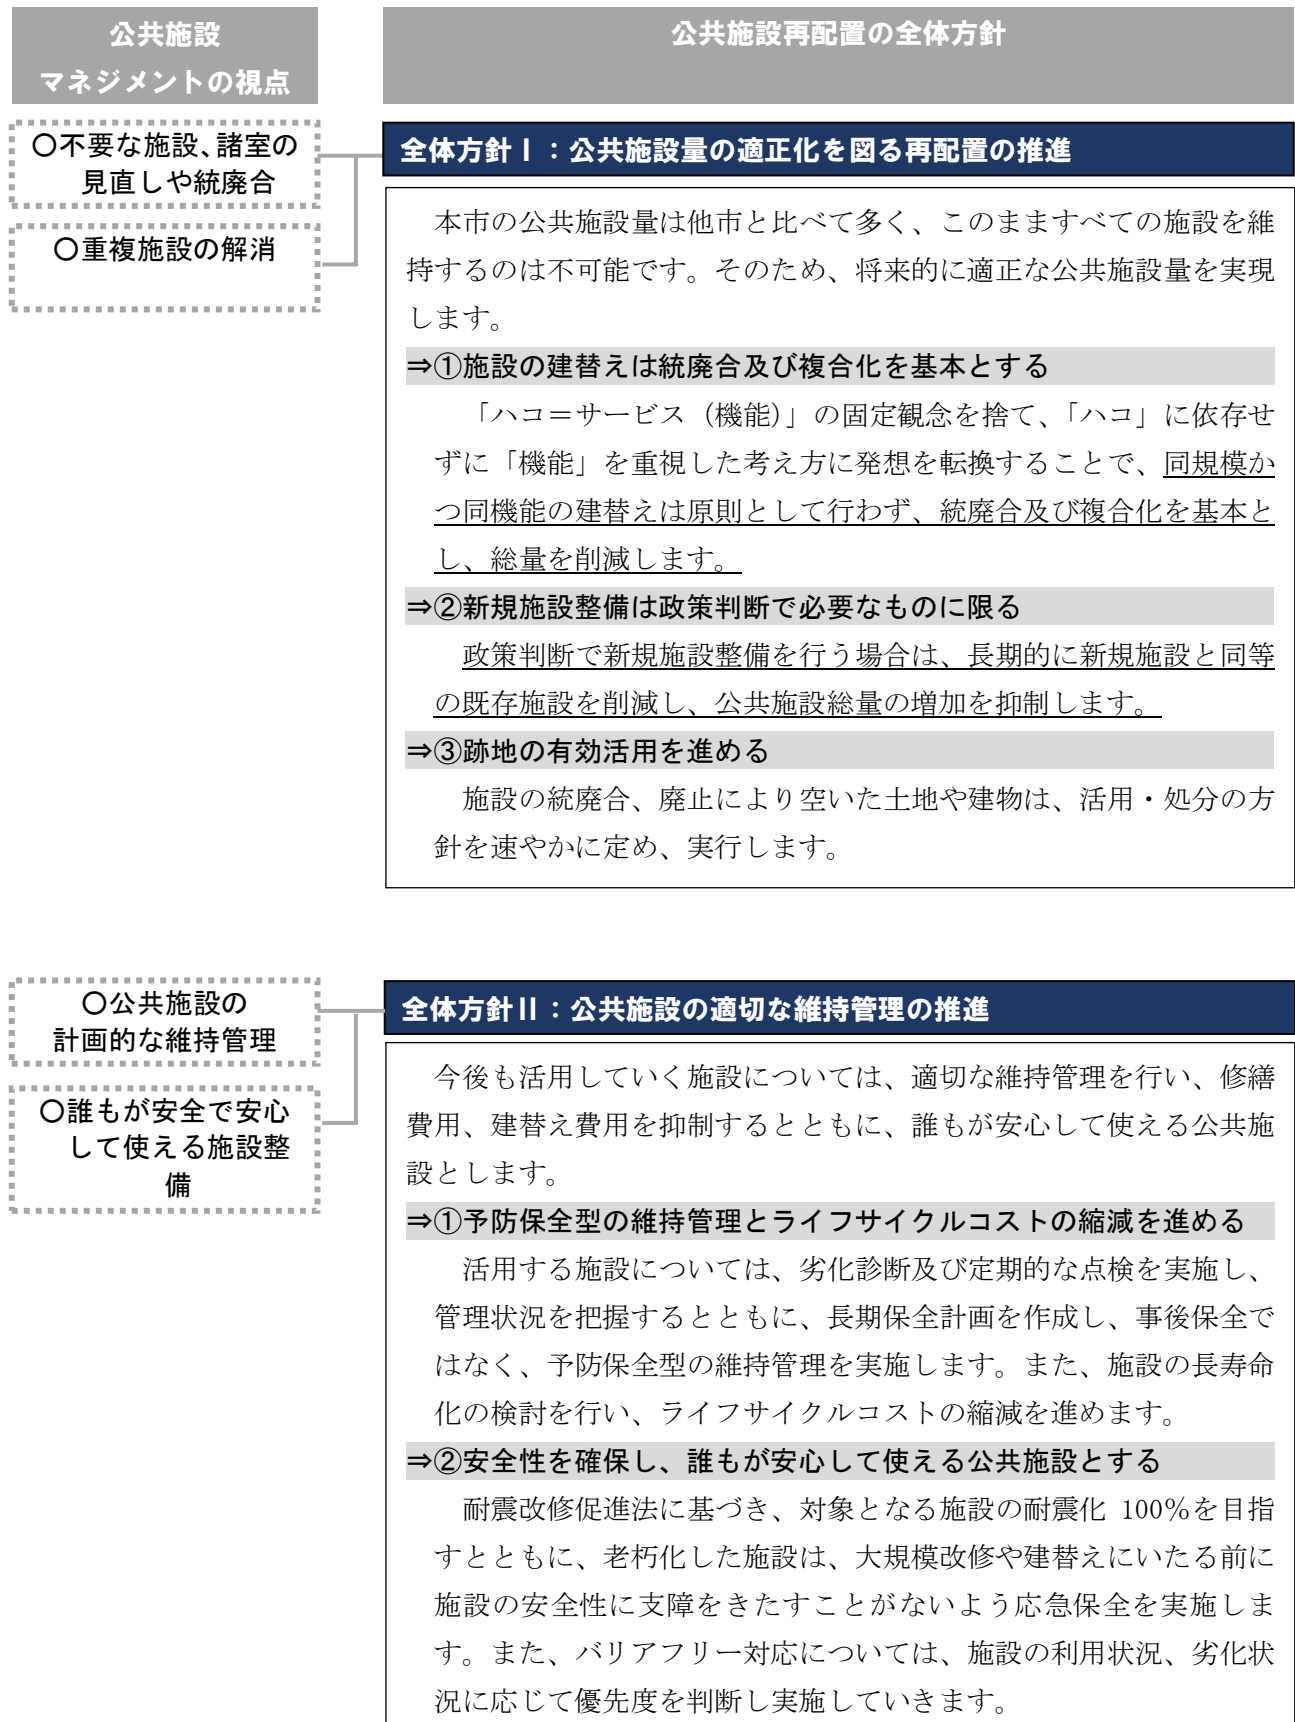 公共施設
マネジメントの視点
公共施設再配置の全体方針
〇不要な施設、諸室の
見直しや統廃合
〇重複施設の解消
全体方針Ⅰ：公共施設量の適正化を図る再配置の推進
本市の公共施設量は他市と比べて多く、このまますべての施設を維
持するのは不可能です。そのため、将来的に適正な公共施設量を実現
します。
⇒①施設の建替えは統廃合及び複合化を基本とする
「ハコ＝サービス（機能）」の固定観念を捨て、「ハコ」に依存せ
ずに「機能」を重視した考え方に発想を転換することで、同規模か
つ同機能の建替えは原則として行わず、統廃合及び複合化を基本と
し、総量を削減します。
⇒②新規施設整備は政策判断で必要なものに限る
政策判断で新規施設整備を行う場合は、長期的に新規施設と同等
の既存施設を削減し、公共施設総量の増加を抑制します。
⇒③跡地の有効活用を進める
施設の統廃合、廃止により空いた土地や建物は、活用・処分の方
針を速やかに定め、実行します。
〇公共施設の
計画的な維持管理
〇誰もが安全で安心
して使える施設整
備
全体方針Ⅱ：公共施設の適切な維持管理の推進
今後も活用していく施設については、適切な維持管理を行い、修繕
費用、建替え費用を抑制するとともに、誰もが安心して使える公共施
設とします。
⇒①予防保全型の維持管理とライフサイクルコストの縮減を進める
活用する施設については、劣化診断及び定期的な点検を実施し、
管理状況を把握するとともに、長期保全計画を作成し、事後保全で
はなく、予防保全型の維持管理を実施します。また、施設の長寿命
化の検討を行い、ライフサイクルコストの縮減を進めます。
⇒②安全性を確保し、誰もが安心して使える公共施設とする
耐震改修促進法に基づき、対象となる施設の耐震化 100％を目指
すとともに、老朽化した施設は、大規模改修や建替えにいたる前に
施設の安全性に支障をきたすことがないよう応急保全を実施しま
す。また、バリアフリー対応については、施設の利用状況、劣化状
況に応じて優先度を判断し実施していきます。